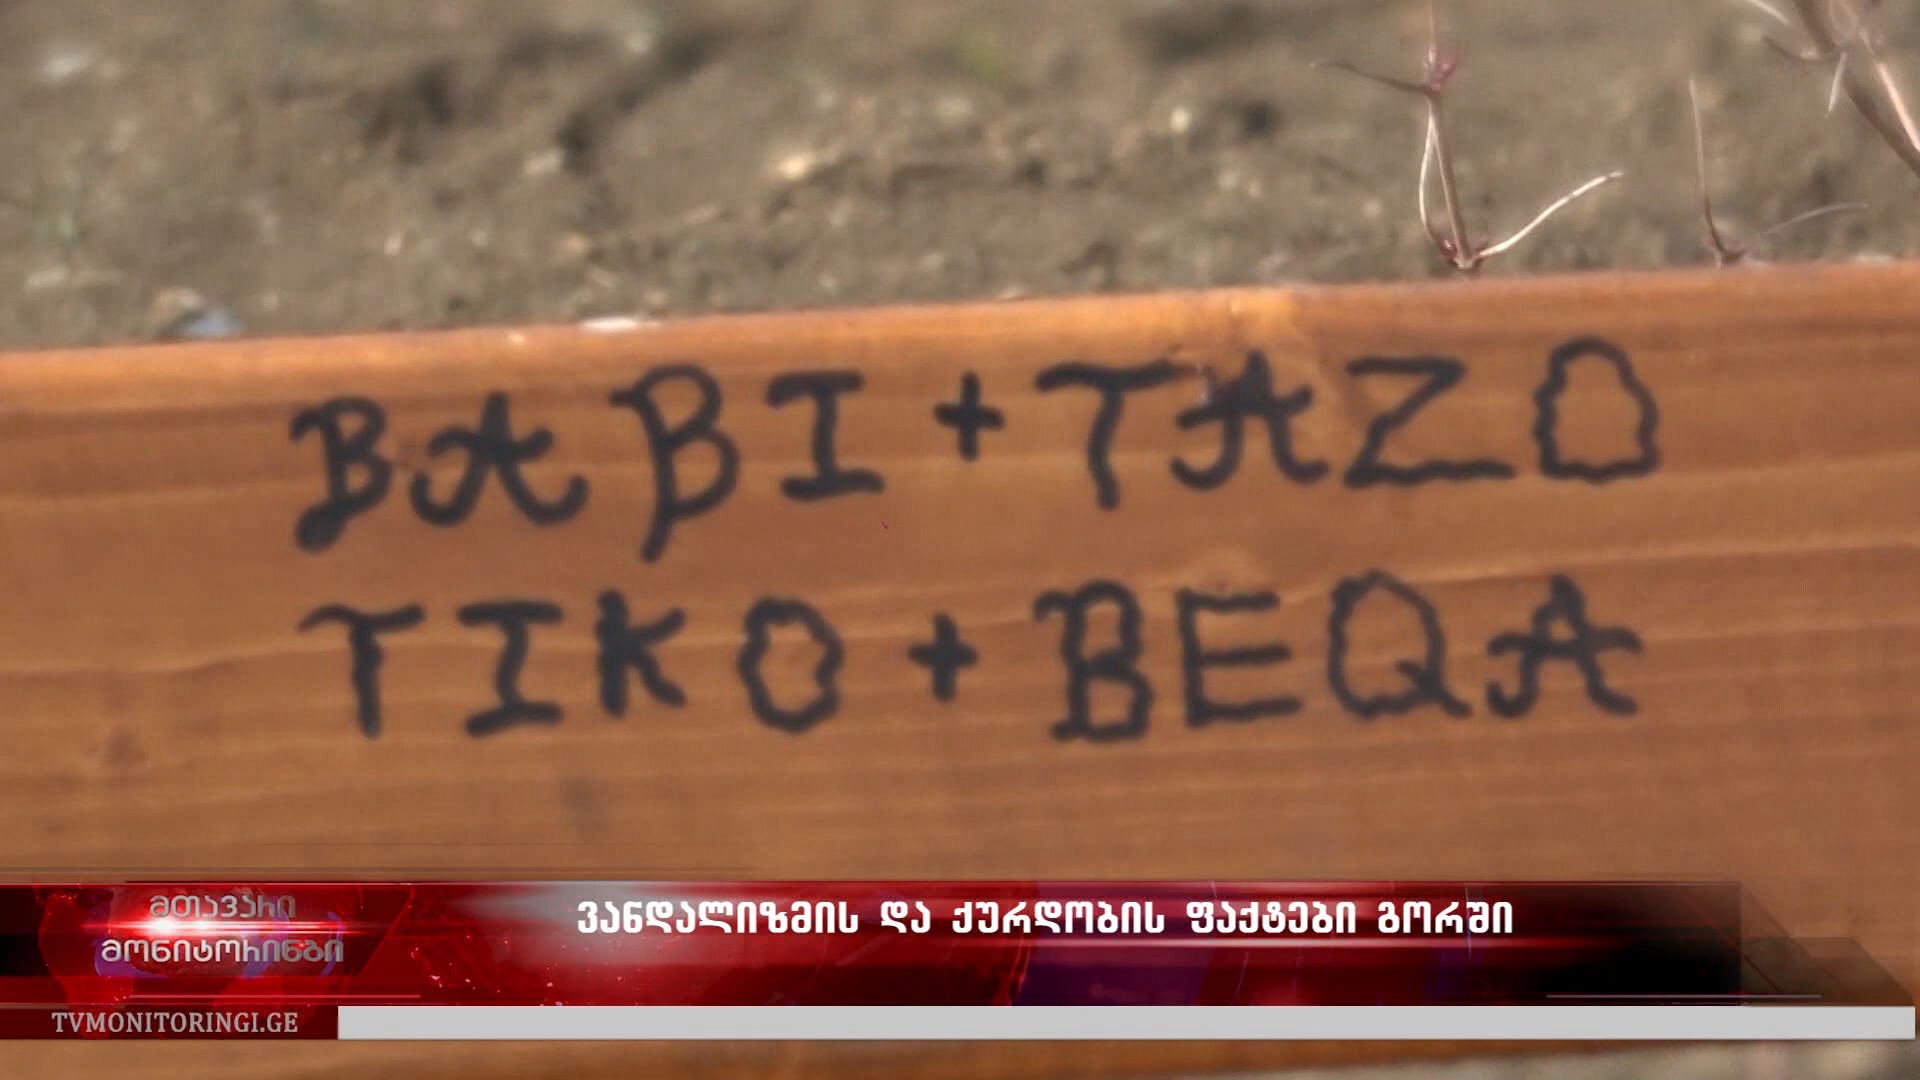 BABI + TAZO
TIKO + BEQA
მთავარი
მონიტორინგი
ვანდალიზმის და ქურდობის ფაქტები გორში
TVMONITORINGI.GE